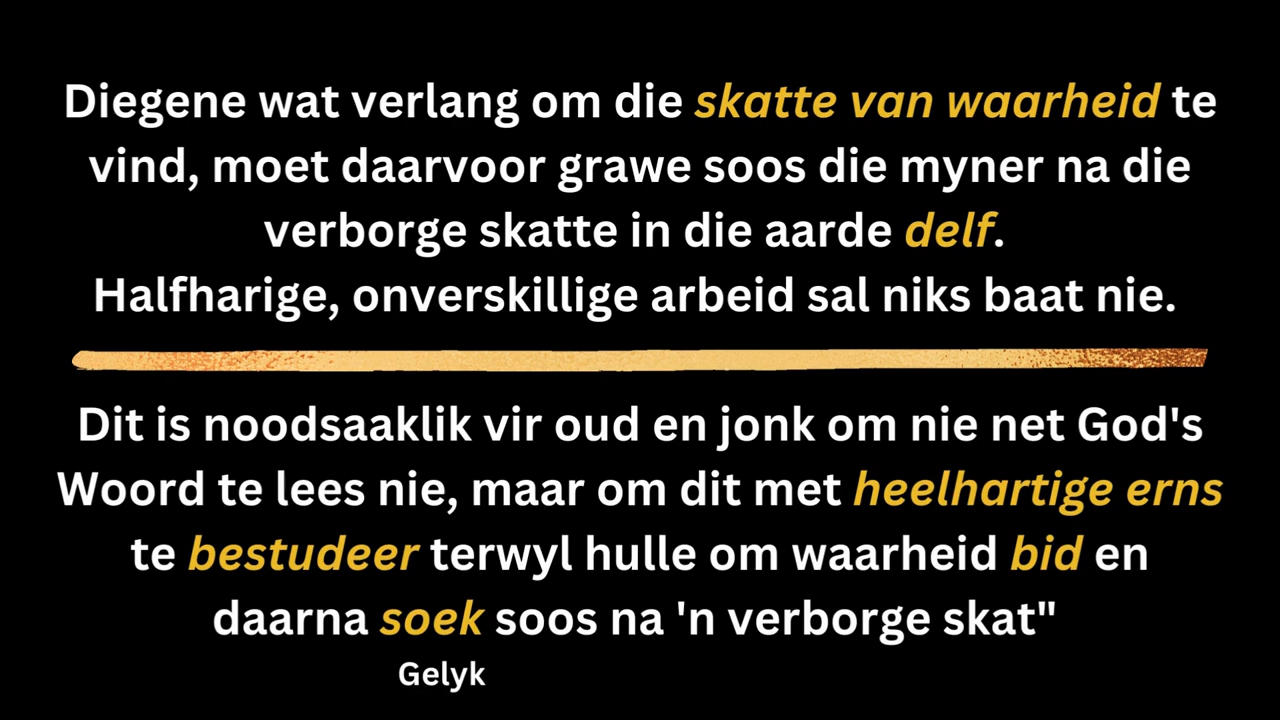 Diegene wat verlang om die skatte van waarheid te
vind, moet daarvoor grawe soos die myner na die
verborge skatte in die aarde delf.
Halfharige, onverskillige arbeid sal niks baat nie.
Dit is noodsaaklik vir oud en jonk om nie net God's
Woord te lees nie, maar om dit met heelhartige erns
te bestudeer terwyl hulle om waarheid bid en
daarna soek soos na 'n verborge skat"
Gelyk